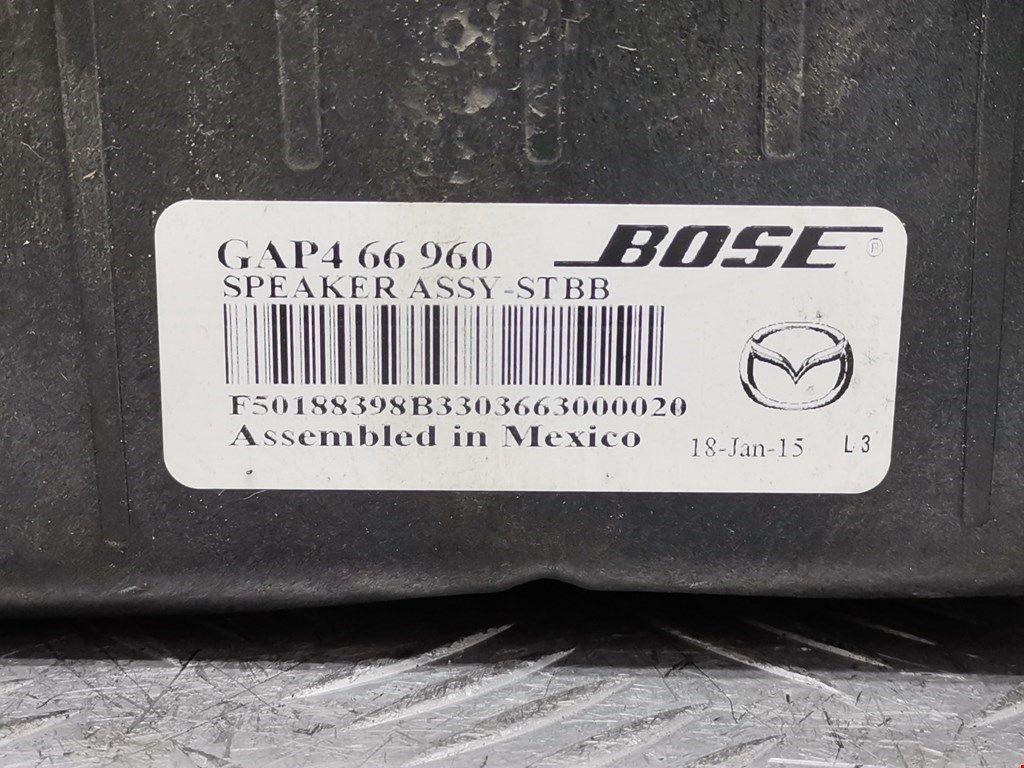 GAP4 66 960
BOSE®
SPEAKER ASSY-STBB
F50188398B3303663000020
Assembled in Mexico
18-Jan-15
L3